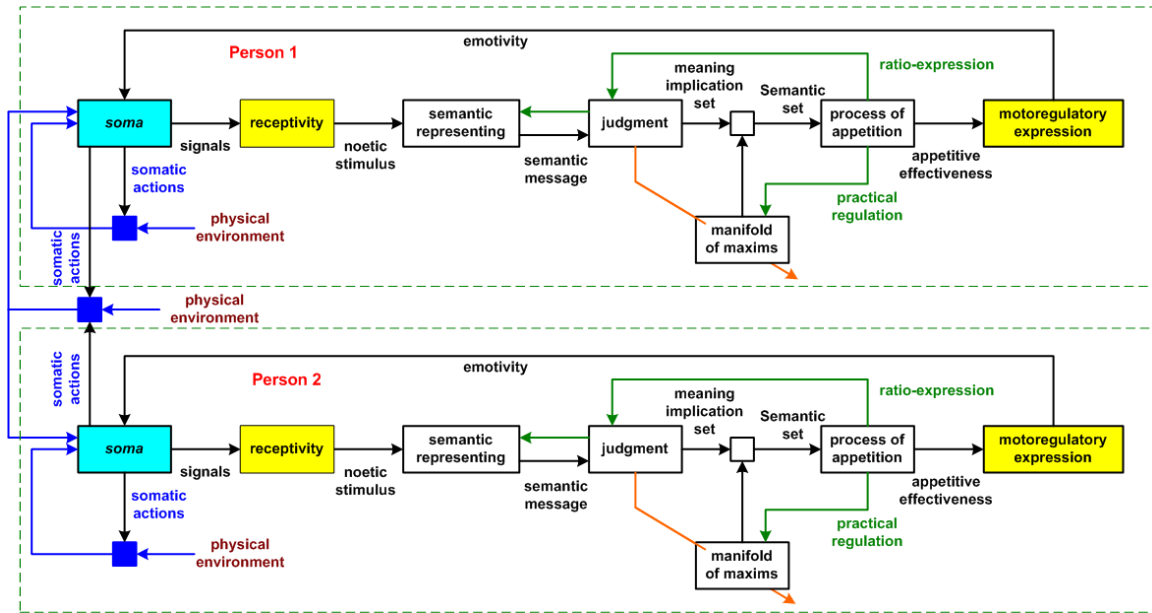 emotivity
Person 1
ratio-expression
meaning
implication
set
Semantic
set
soma
receptivity
semantic
representing
judgment
process of
appetition
motoregulatory
expression
signals
noetic
stimulus
semantic
message
appetitive
effectiveness
somatic
actions
practical
regulation
physical
environment
manifold
of maxims
somatic
actions
physical
environment
somatic
actions
emotivity
Person 2
ratio-expression
meaning
implication
set
Semantic
set
soma
receptivity
semantic
representing
judgment
process of
appetition
motoregulatory
expression
signals
noetic
stimulus
semantic
message
appetitive
effectiveness
somatic
actions
practical
regulation
physical
environment
manifold
of maxims